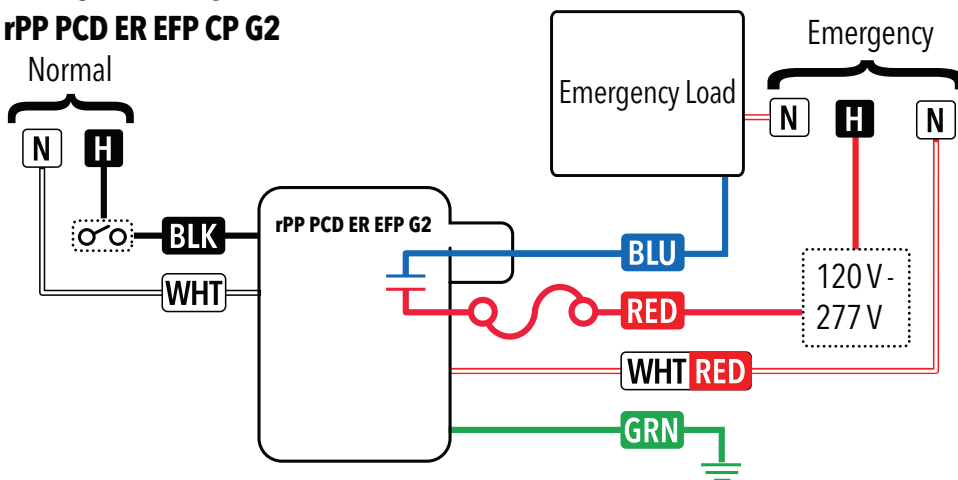 rPP PCD ER EFP CP G2
Normal
N
H
Emergency Load
Emergency
N
H
N
rPP PCD ER EFP G2
BLK
WHT
BLU
RED
120 V -
277 V
WHT RED
GRN